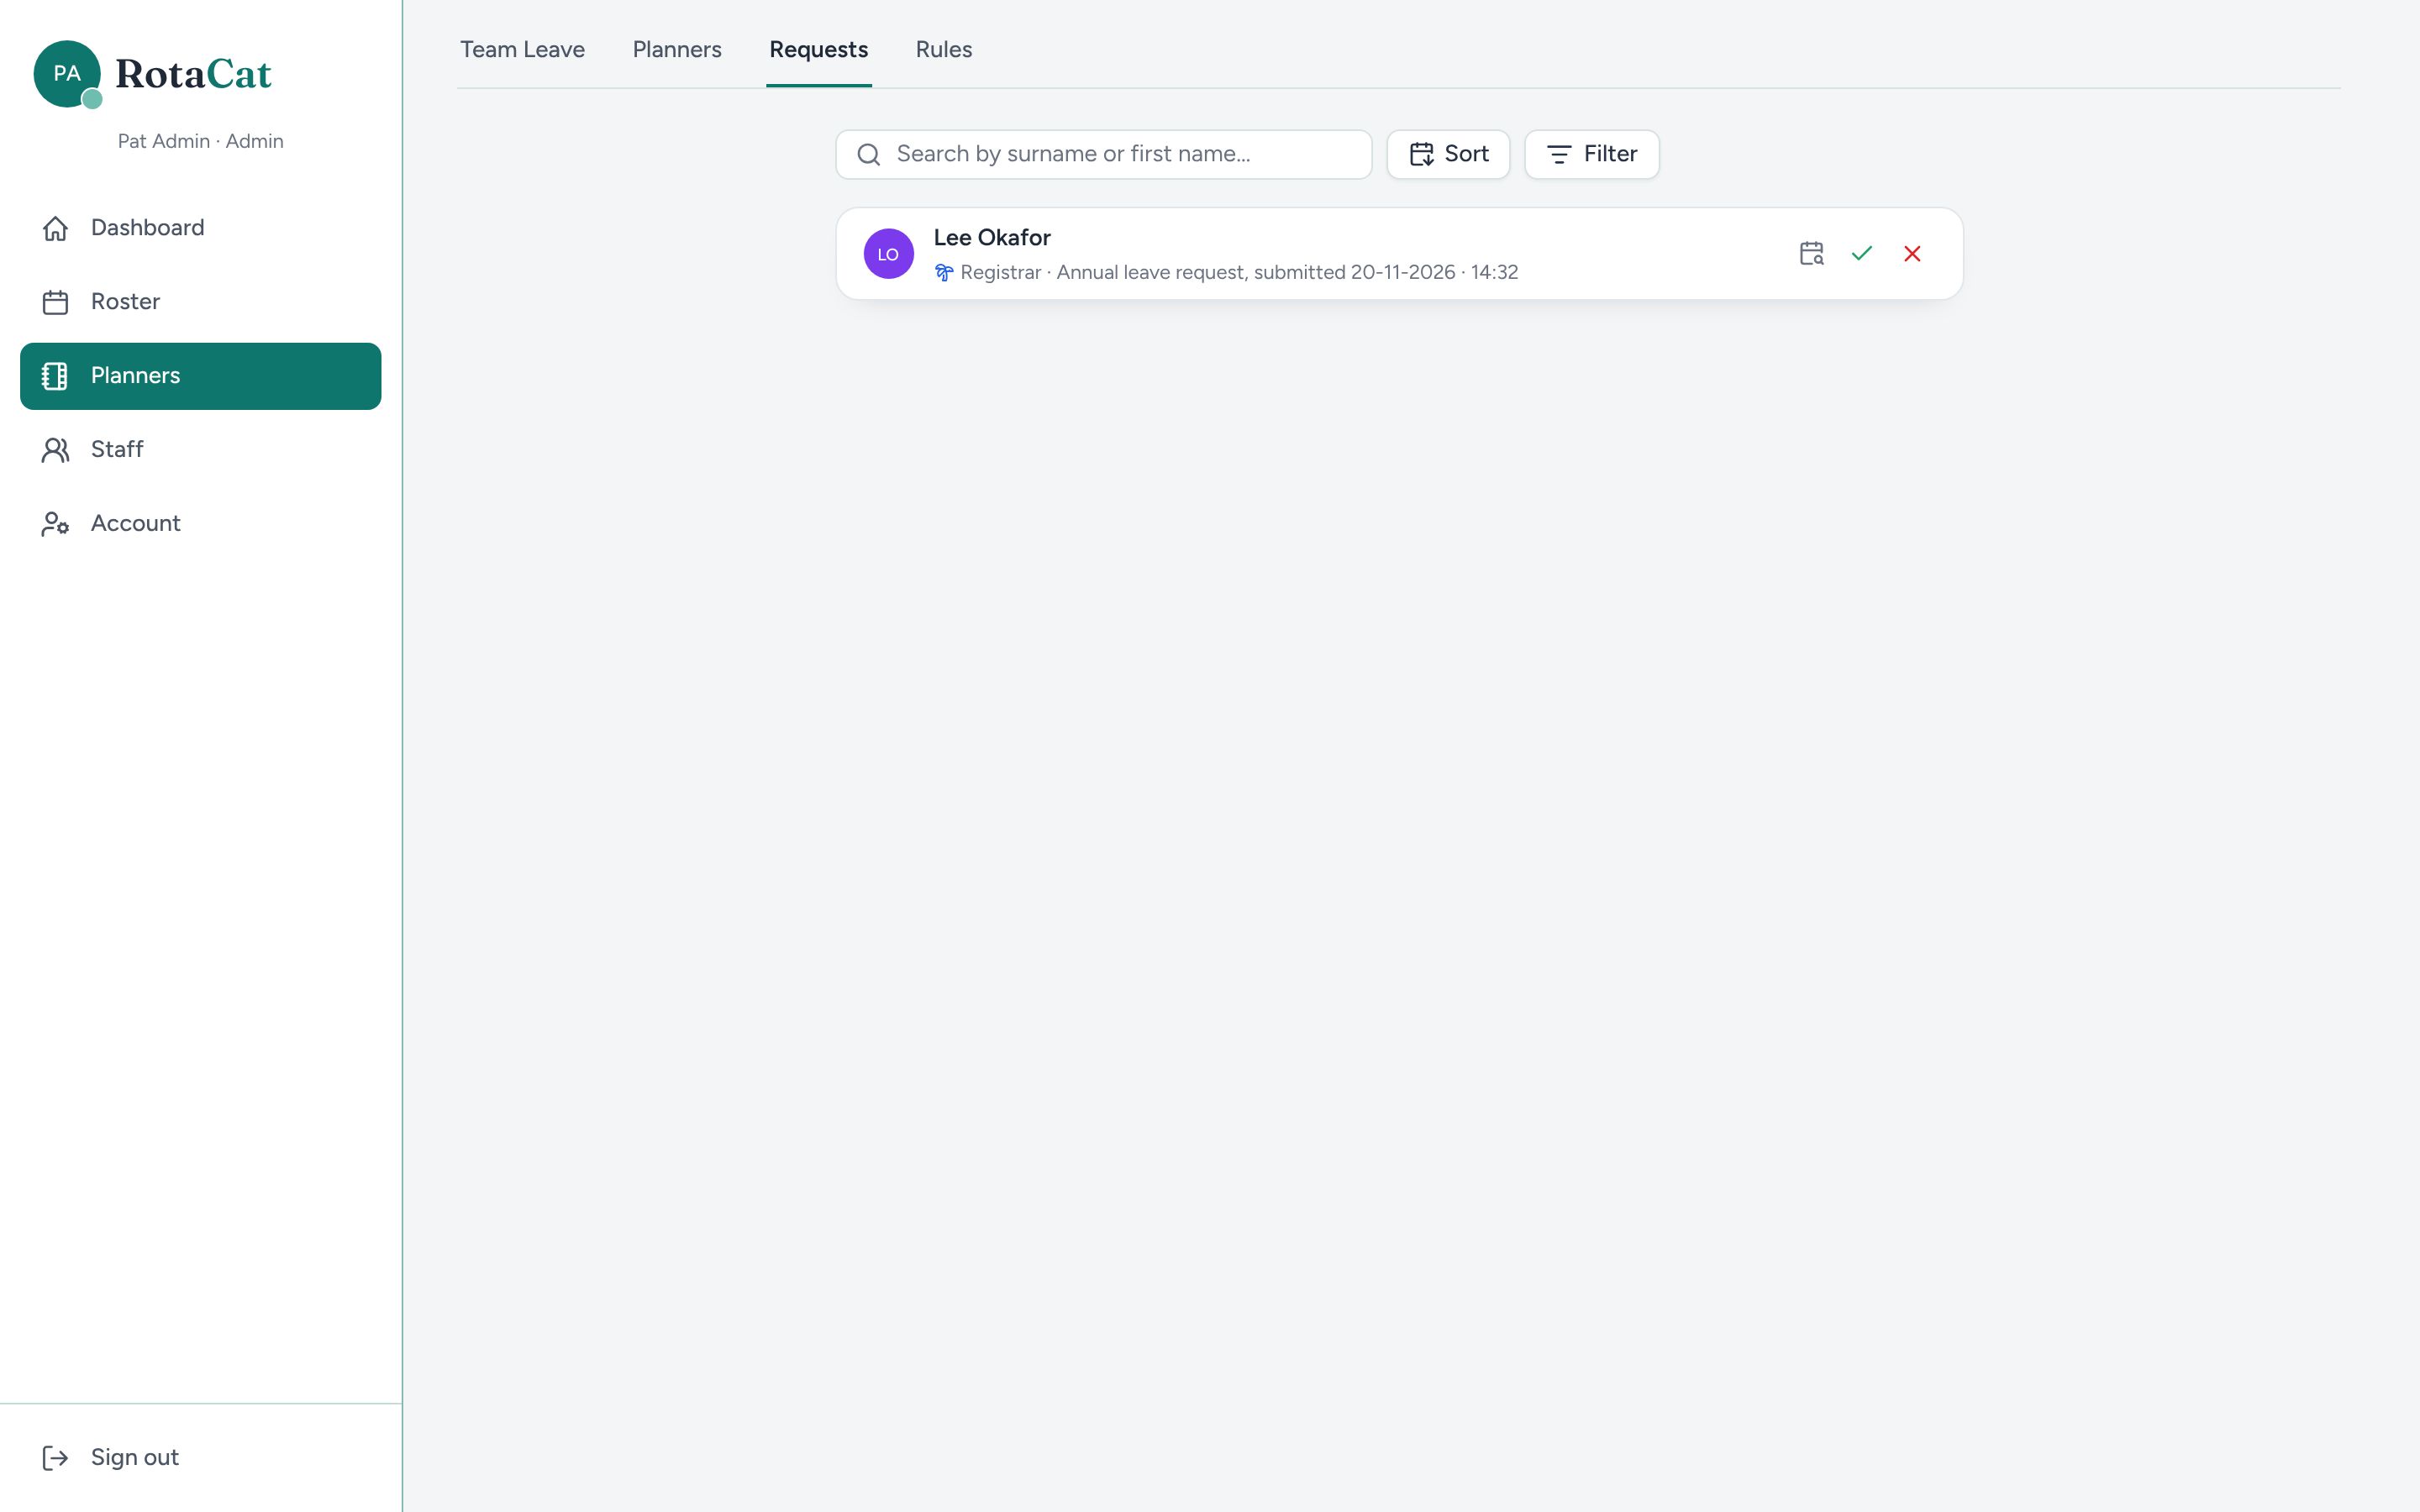 PA
RotaCat
Pat Admin · Admin
Dashboard
Roster
Planners
Staff
Account
Sign out
Team Leave Planners Requests Rules
Search by surname or first name...
Sort
Filter
LO
Lee Okafor
Registrar · Annual leave request, submitted 20-11-2026 · 14:32